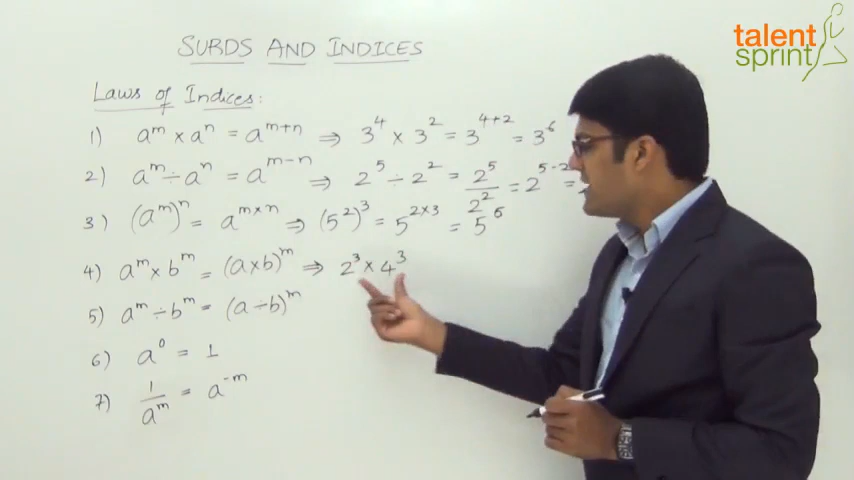 talent
sprint
SURDS AND INDICES
Laws of Indices:
1) a^m × a^n = a^(m+n) ⇒ 3^4 × 3^2 = 3^(4+2) = 3^6
2) a^m ÷ a^n = a^(m-n) ⇒ 2^5 ÷ 2^2 = 2^5/2^2 = 2^(5-2) =
3) (a^m)^n = a^(m×n) ⇒ (5^2)^3 = 5^(2×3) = 5^6
4) a^m × b^m = (a×b)^m ⇒ 2^3 × 4^3
5) a^m ÷ b^m = (a÷b)^m
6) a^0 = 1
7) 1/a^m = a^(-m)